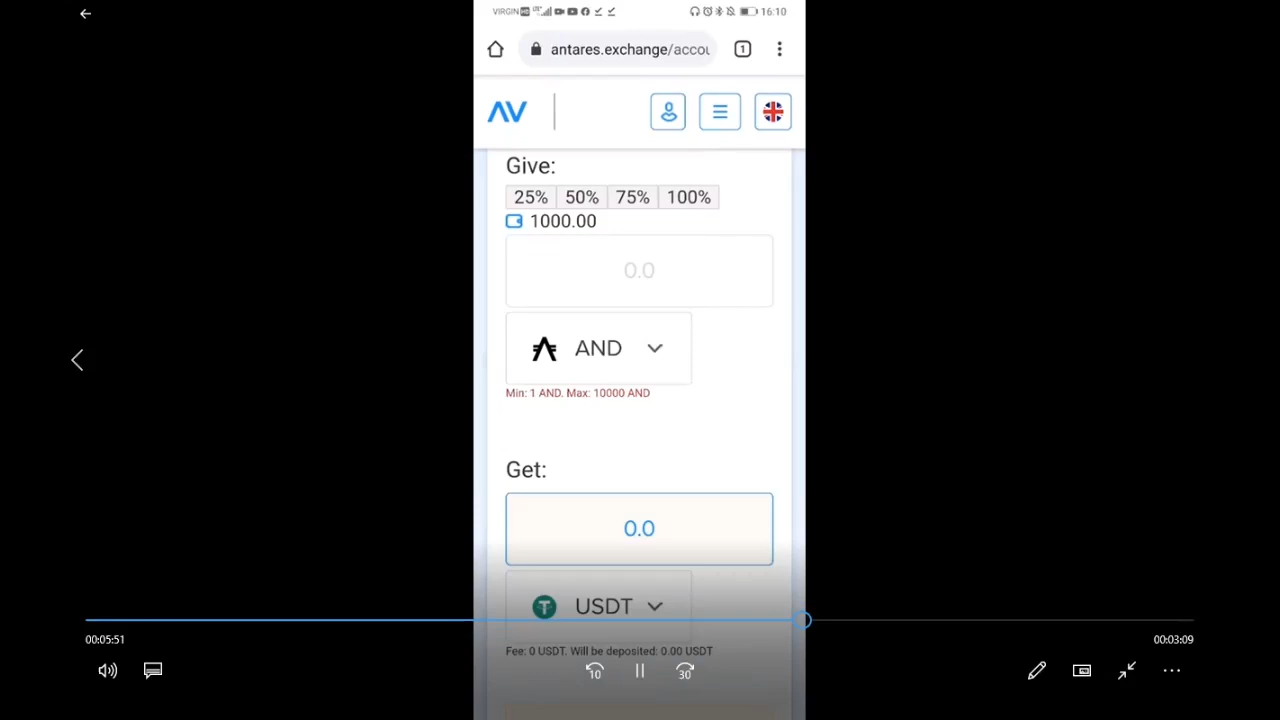 VIRGIN 16:10
antares.exchange/accou 1
Give:
25% 50% 75% 100%
1000.00
0.0
AND
Min: 1 AND. Max: 10000 AND
Get:
0.0
USDT
00:05:51 00:03:09
Fee: 0 USDT. Will be deposited: 0.00 USDT
10 30